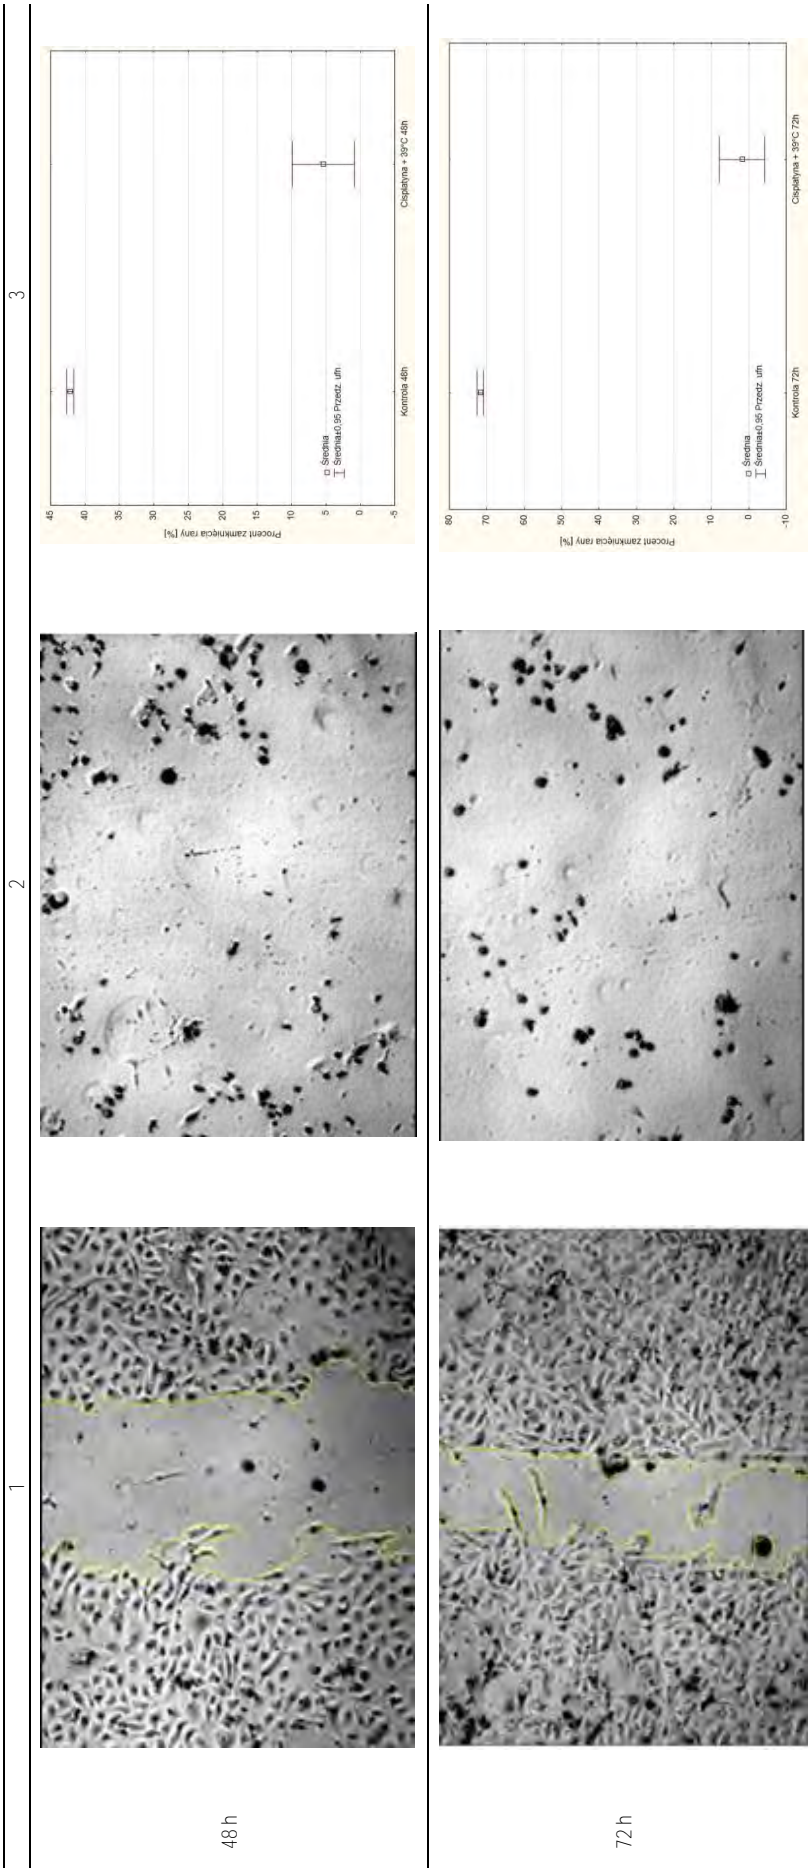 1
2
3
48 h
Procent zamknięcia rany [%]
45
40
35
30
25
20
15
10
5
0
-5
Średnia
Średnia±0,95 Przedz. ufn.
Kontrola 48h
Cisplatyna + 39°C 48h
72 h
Procent zamknięcia rany [%]
80
70
60
50
40
30
20
10
0
-10
Średnia
Średnia±0,95 Przedz. ufn.
Kontrola 72h
Cisplatyna + 39°C 72h